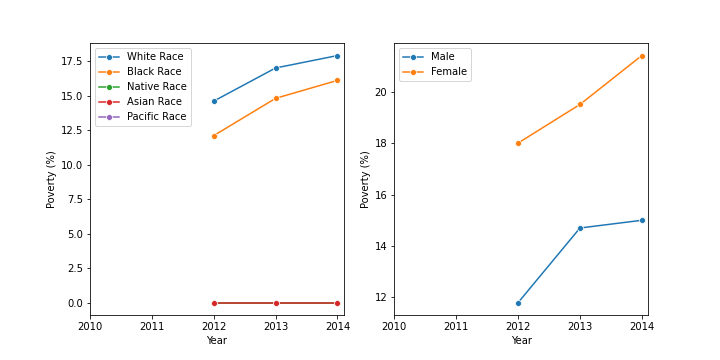 White Race
Black Race
Native Race
Asian Race
Pacific Race
17.5
15.0
12.5
10.0
7.5
5.0
2.5
0.0
Poverty (%)
2010 2011 2012 2013 2014
Year
Male
Female
20
18
16
14
12
Poverty (%)
2010 2011 2012 2013 2014
Year